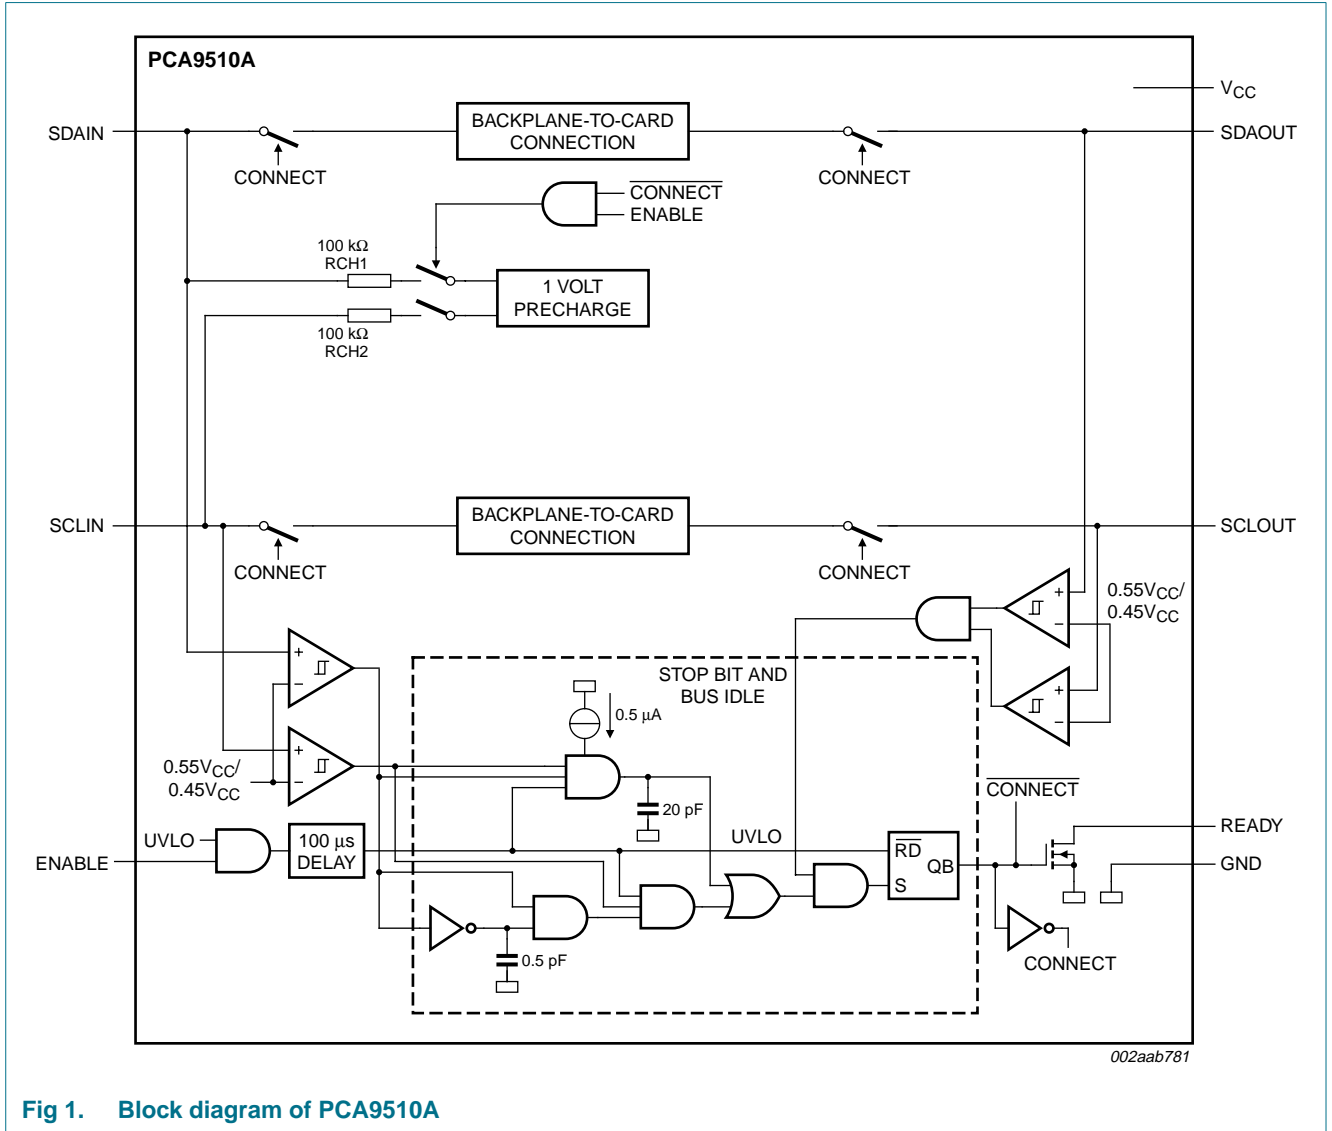 PCA9510A
VCC
SDAIN
BACKPLANE-TO-CARD
CONNECTION
SDAOUT
CONNECT
CONNECT
CONNECT
ENABLE
100 kΩ
RCH1
1 VOLT
PRECHARGE
100 kΩ
RCH2
SCLIN
BACKPLANE-TO-CARD
CONNECTION
SCLOUT
CONNECT
CONNECT
+
−
0.55VCC/
0.45VCC
+
−
STOP BIT AND
BUS IDLE
+
−
0.5 µA
+
−
0.55VCC/
0.45VCC
20 pF
CONNECT
UVLO
100 µs
DELAY
UVLO
RD
QB
S
READY
ENABLE
GND
0.5 pF
CONNECT
002aab781
Fig 1. Block diagram of PCA9510A